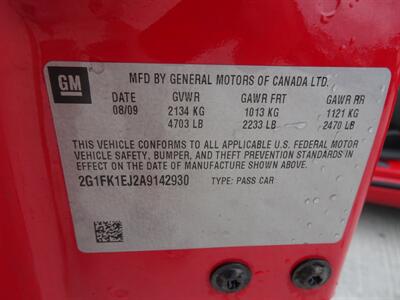 GM
MFD BY GENERAL MOTORS OF CANADA LTD.
DATE GVWR GAWR FRT GAWR RR
08/09 2134 KG 1013 KG 1121 KG
4703 LB 2233 LB 2470 LB
THIS VEHICLE CONFORMS TO ALL APPLICABLE U.S. FEDERAL MOTOR
VEHICLE SAFETY, BUMPER, AND THEFT PREVENTION STANDARDS IN
EFFECT ON THE DATE OF MANUFACTURE SHOWN ABOVE.
2G1FK1EJ2A9142930 TYPE: PASS CAR